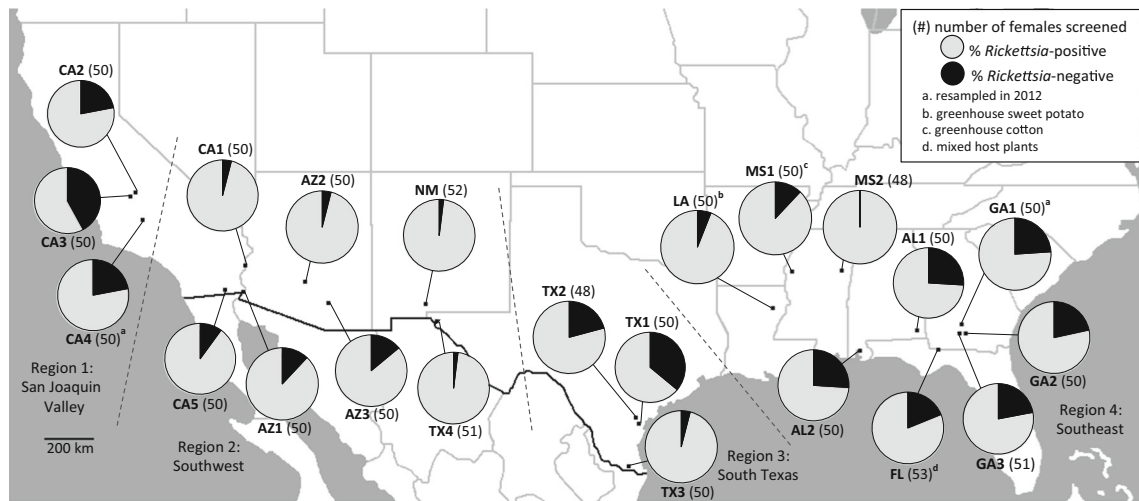 (#) number of females screened
% Rickettsia-positive
% Rickettsia-negative
a. resampled in 2012
b. greenhouse sweet potato
c. greenhouse cotton
d. mixed host plants
CA2 (50)
CA3 (50)
CA4 (50)a
Region 1:
San Joaquin
Valley
200 km
CA1 (50)
AZ2 (50)
NM (52)
CA5 (50)
AZ1 (50)
AZ3 (50)
TX4 (51)
Region 2:
Southwest
TX2 (48)
TX1 (50)
TX3 (50)
Region 3:
South Texas
LA (50)b
MS1 (50)c
MS2 (48)
AL1 (50)
GA1 (50)a
AL2 (50)
FL (53)d
GA3 (51)
GA2 (50)
Region 4:
Southeast